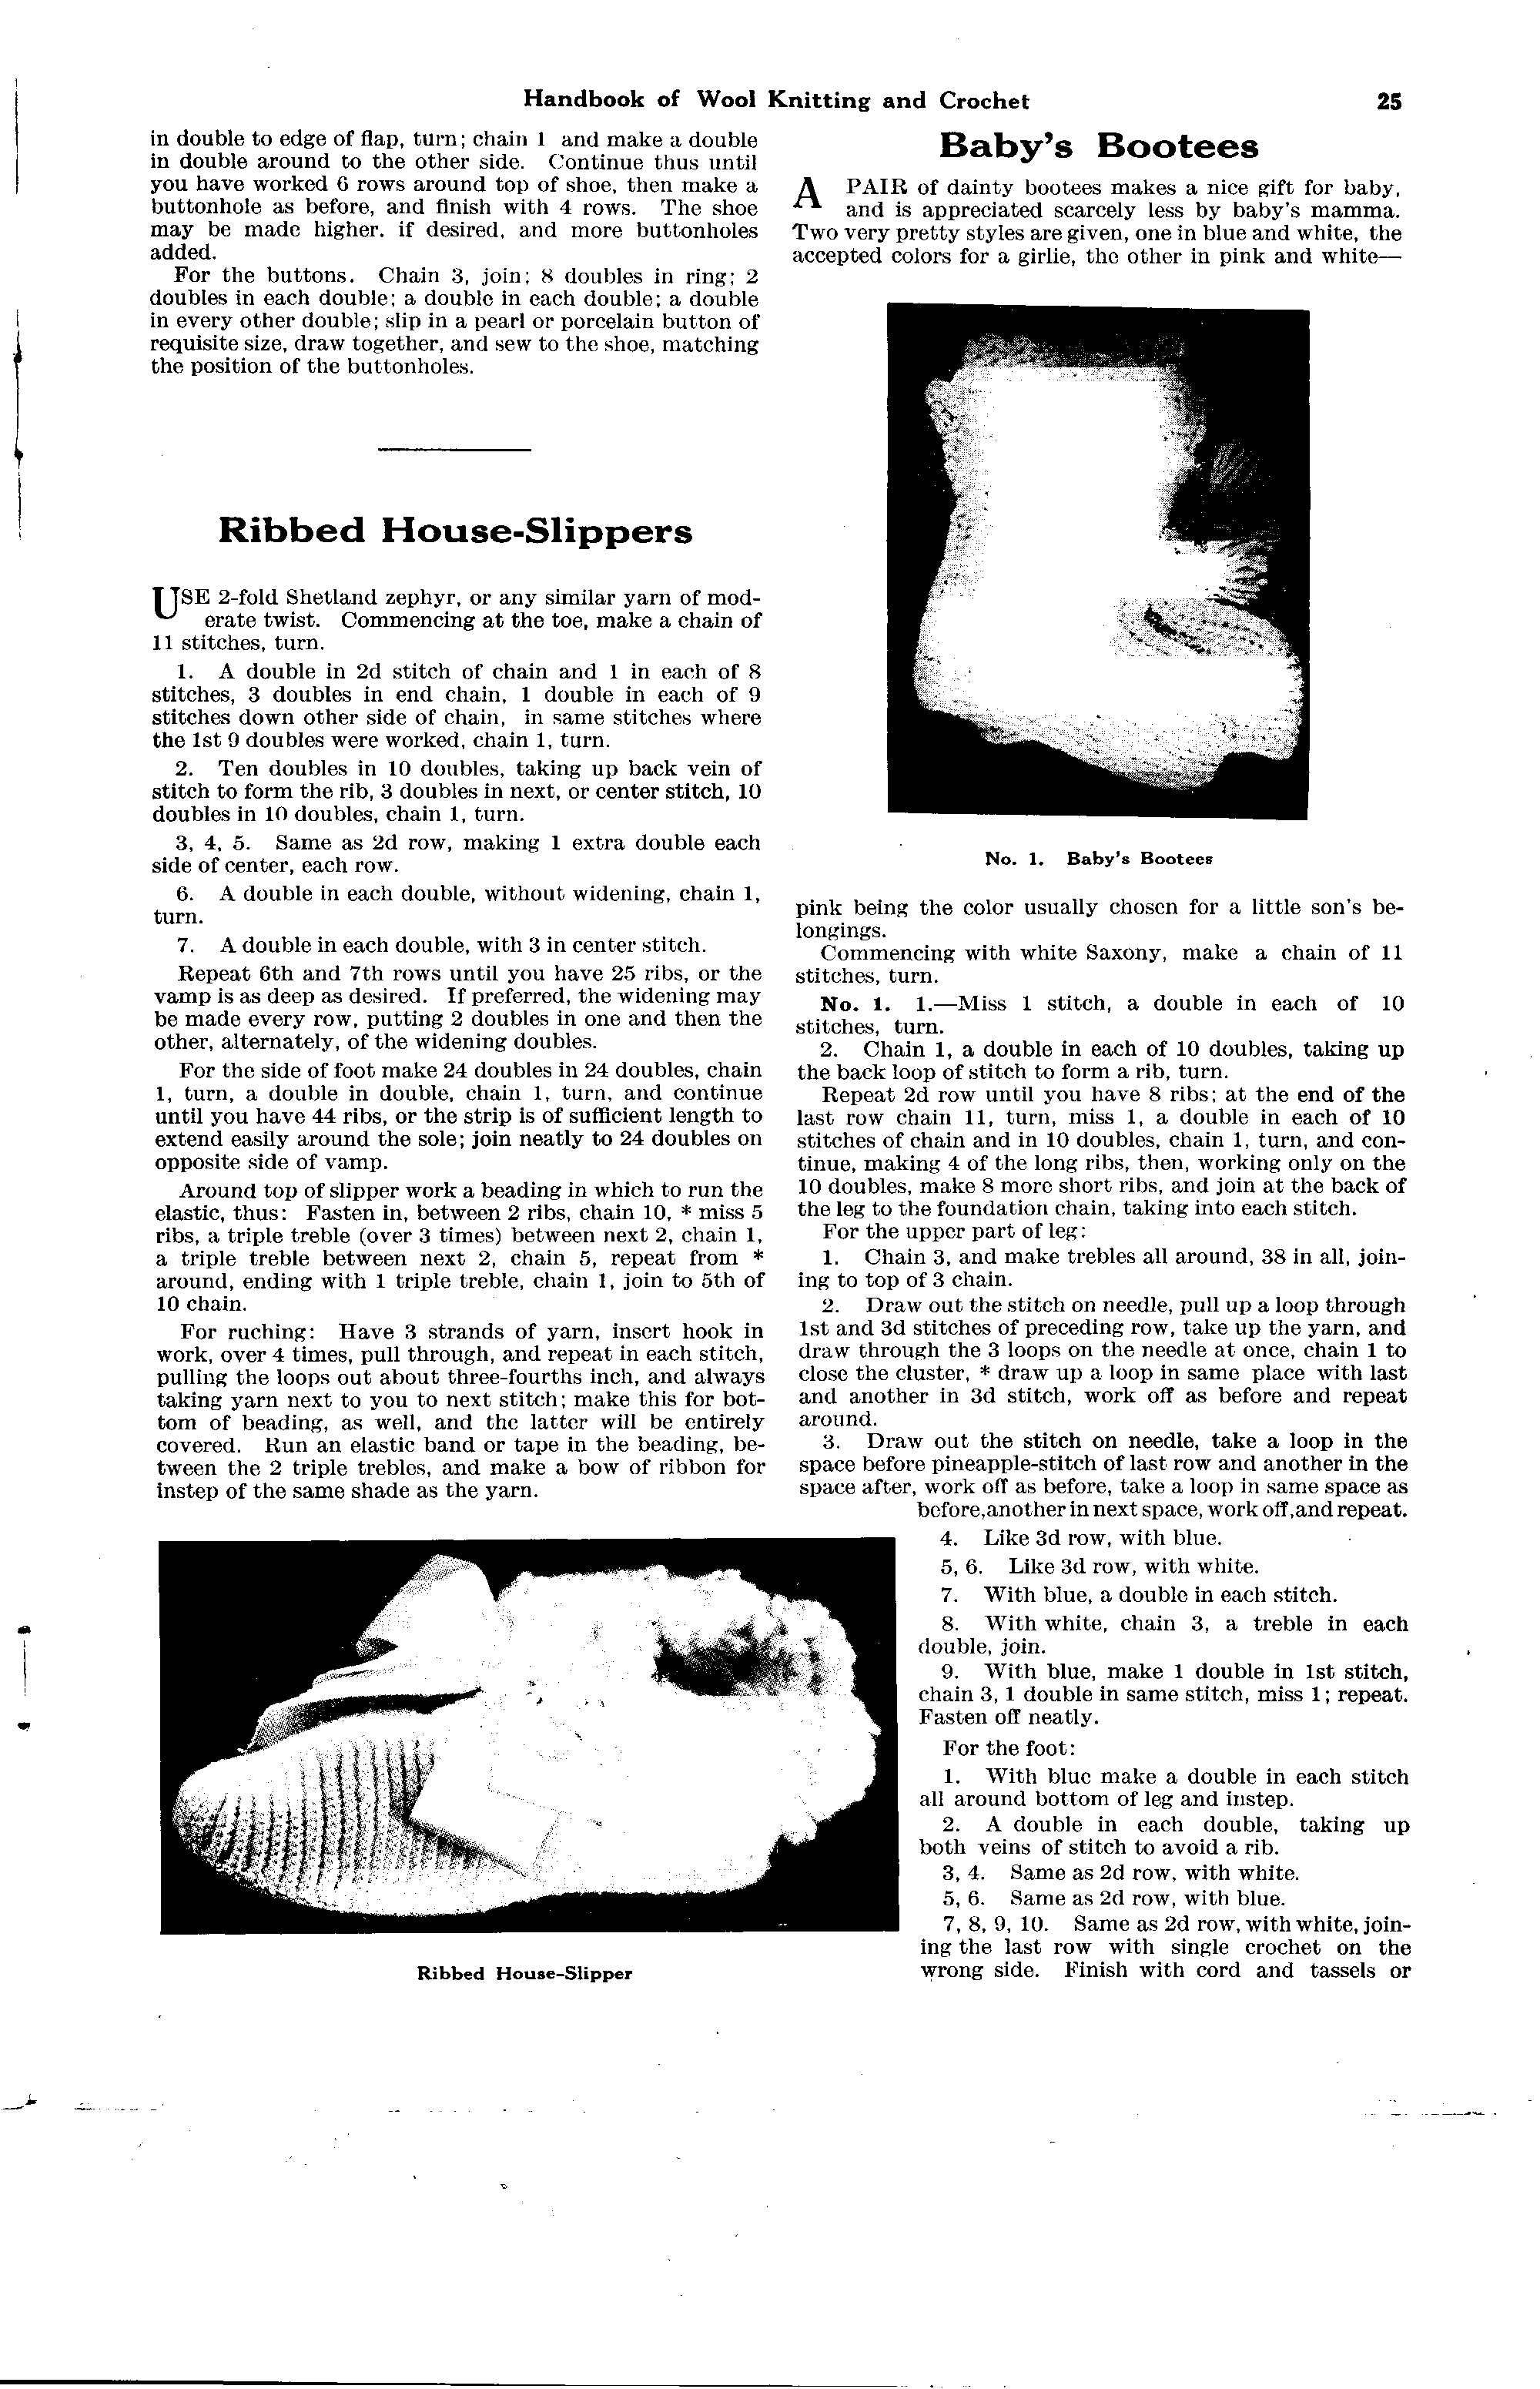 Handbook of Wool Knitting and Crochet 25
in double to edge of flap, turn; chain 1 and make a double
in double around to the other side. Continue thus until
you have worked 6 rows around top of shoe, then make a
buttonhole as before, and finish with 4 rows. The shoe
may be made higher. if desired, and more buttonholes
added.
For the buttons. Chain 3, join; 8 doubles in ring; 2
doubles in each double; a double in each double; a double
in every other double; slip in a pearl or porcelain button of
requisite size, draw together, and sew to the shoe, matching
the position of the buttonholes.
Ribbed House-Slippers
USE 2-fold Shetland zephyr, or any similar yarn of mod-
erate twist. Commencing at the toe, make a chain of
11 stitches, turn.
1. A double in 2d stitch of chain and 1 in each of 8
stitches, 3 doubles in end chain, 1 double in each of 9
stitches down other side of chain, in same stitches where
the 1st 9 doubles were worked, chain 1, turn.
2. Ten doubles in 10 doubles, taking up back vein of
stitch to form the rib, 3 doubles in next, or center stitch, 10
doubles in 10 doubles, chain 1, turn.
3, 4, 5. Same as 2d row, making 1 extra double each
side of center, each row.
6. A double in each double, without widening, chain 1,
turn.
7. A double in each double, with 3 in center stitch.
Repeat 6th and 7th rows until you have 25 ribs, or the
vamp is as deep as desired. If preferred, the widening may
be made every row, putting 2 doubles in one and then the
other, alternately, of the widening doubles.
For the side of foot make 24 doubles in 24 doubles, chain
1, turn, a double in double, chain 1, turn, and continue
until you have 44 ribs, or the strip is of sufficient length to
extend easily around the sole; join neatly to 24 doubles on
opposite side of vamp.
Around top of slipper work a beading in which to run the
elastic, thus: Fasten in, between 2 ribs, chain 10, * miss 5
ribs, a triple treble (over 3 times) between next 2, chain 1,
a triple treble between next 2, chain 5, repeat from *
around, ending with 1 triple treble, chain 1, join to 5th of
10 chain.
For ruching: Have 3 strands of yarn, insert hook in
work, over 4 times, pull through, and repeat in each stitch,
pulling the loops out about three-fourths inch, and always
taking yarn next to you to next stitch; make this for bot-
tom of beading, as well, and the latter will be entirely
covered. Run an elastic band or tape in the beading, be-
tween the 2 triple trebles, and make a bow of ribbon for
instep of the same shade as the yarn.
Ribbed House-Slipper
Baby's Bootees
A PAIR of dainty bootees makes a nice gift for baby,
and is appreciated scarcely less by baby's mamma.
Two very pretty styles are given, one in blue and white, the
accepted colors for a girlie, the other in pink and white—
No. 1. Baby's Bootees
pink being the color usually chosen for a little son's be-
longings.
Commencing with white Saxony, make a chain of 11
stitches, turn.
No. 1. 1.—Miss 1 stitch, a double in each of 10
stitches, turn.
2. Chain 1, a double in each of 10 doubles, taking up
the back loop of stitch to form a rib, turn.
Repeat 2d row until you have 8 ribs; at the end of the
last row chain 11, turn, miss 1, a double in each of 10
stitches of chain and in 10 doubles, chain 1, turn, and con-
tinue, making 4 of the long ribs, then, working only on the
10 doubles, make 8 more short ribs, and join at the back of
the leg to the foundation chain, taking into each stitch.
For the upper part of leg:
1. Chain 3, and make trebles all around, 38 in all, join-
ing to top of 3 chain.
2. Draw out the stitch on needle, pull up a loop through
1st and 3d stitches of preceding row, take up the yarn, and
draw through the 3 loops on the needle at once, chain 1 to
close the cluster, * draw up a loop in same place with last
and another in 3d stitch, work off as before and repeat
around.
3. Draw out the stitch on needle, take a loop in the
space before pineapple-stitch of last row and another in the
space after, work off as before, take a loop in same space as
before, another in next space, work off, and repeat.
4. Like 3d row, with blue.
5, 6. Like 3d row, with white.
7. With blue, a double in each stitch.
8. With white, chain 3, a treble in each
double, join.
9. With blue, make 1 double in 1st stitch,
chain 3, 1 double in same stitch, miss 1; repeat.
Fasten off neatly.
For the foot:
1. With blue make a double in each stitch
all around bottom of leg and instep.
2. A double in each double, taking up
both veins of stitch to avoid a rib.
3, 4. Same as 2d row, with white.
5, 6. Same as 2d row, with blue.
7, 8, 9, 10. Same as 2d row, with white, join-
ing the last row with single crochet on the
wrong side. Finish with cord and tassels or